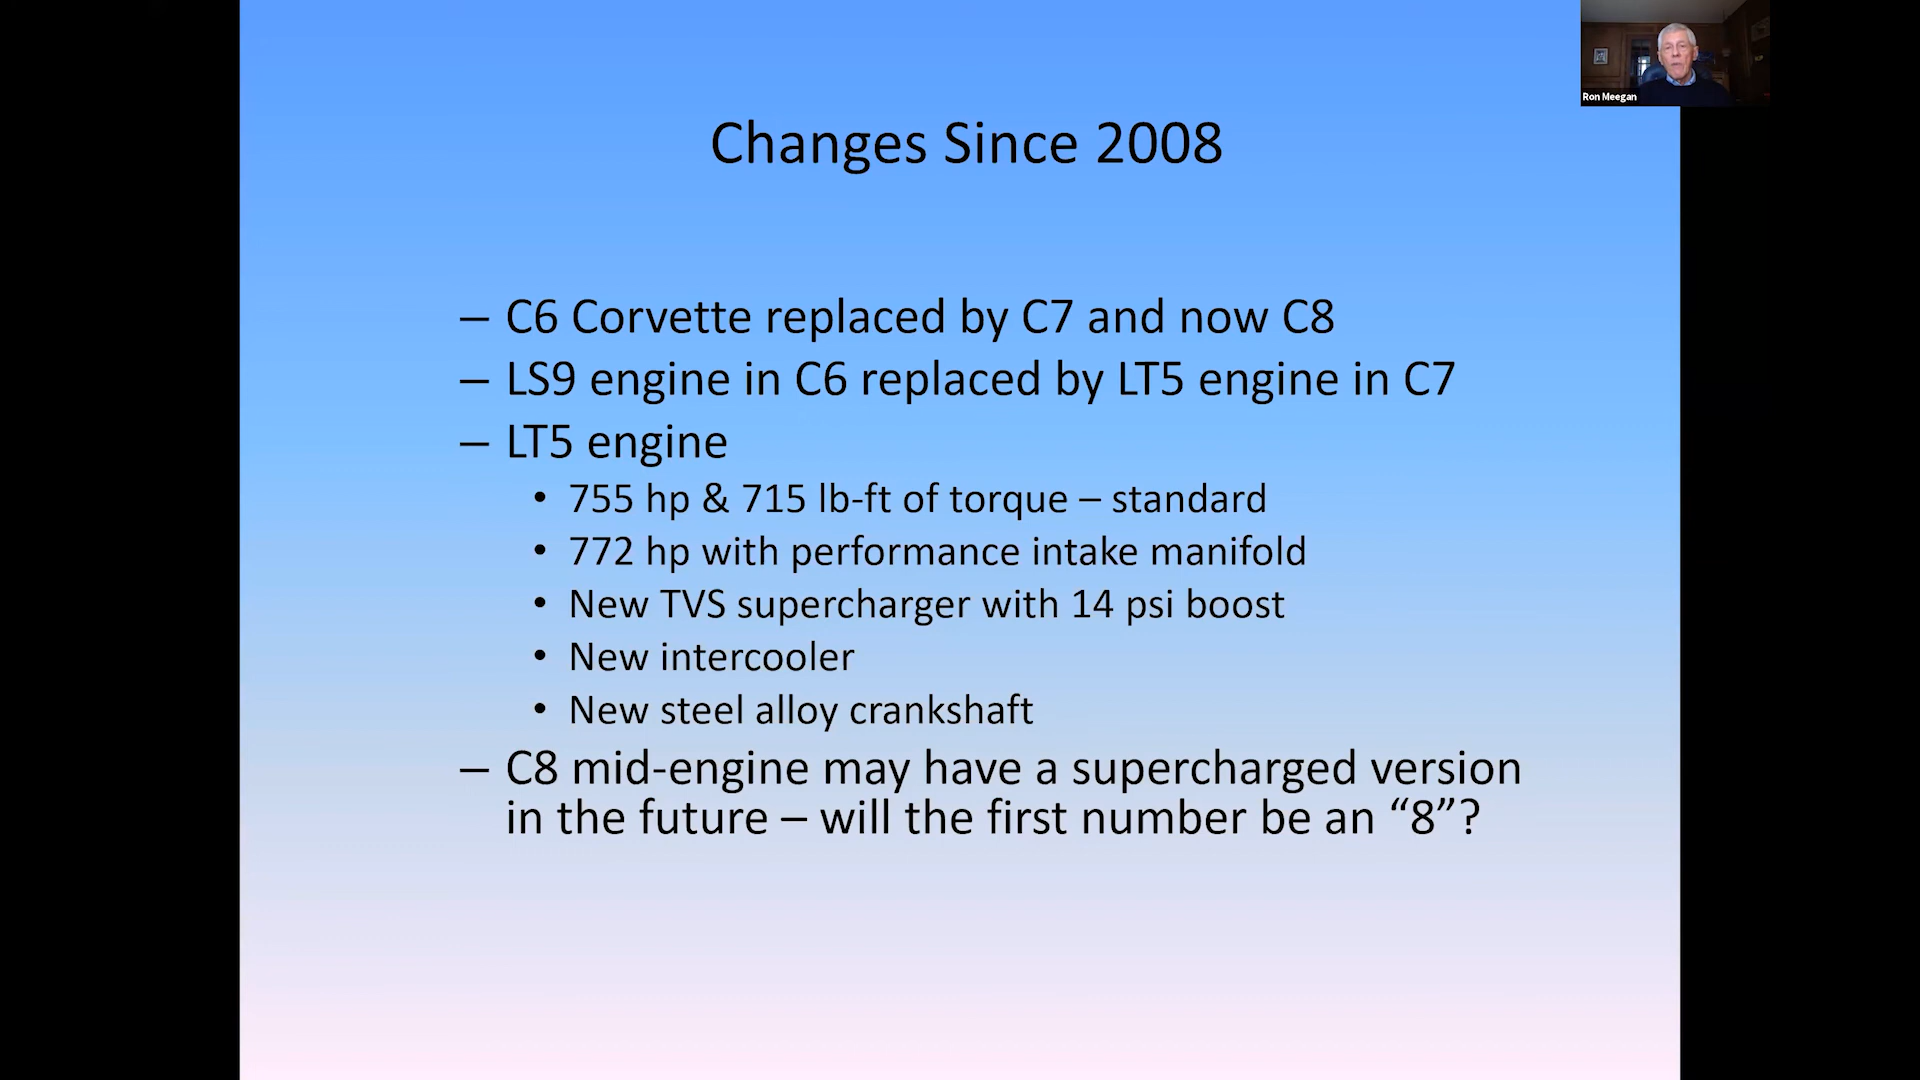 Ron Meegan
Changes Since 2008
– C6 Corvette replaced by C7 and now C8
– LS9 engine in C6 replaced by LT5 engine in C7
– LT5 engine
• 755 hp & 715 lb-ft of torque – standard
• 772 hp with performance intake manifold
• New TVS supercharger with 14 psi boost
• New intercooler
• New steel alloy crankshaft
– C8 mid-engine may have a supercharged version
in the future – will the first number be an “8”?